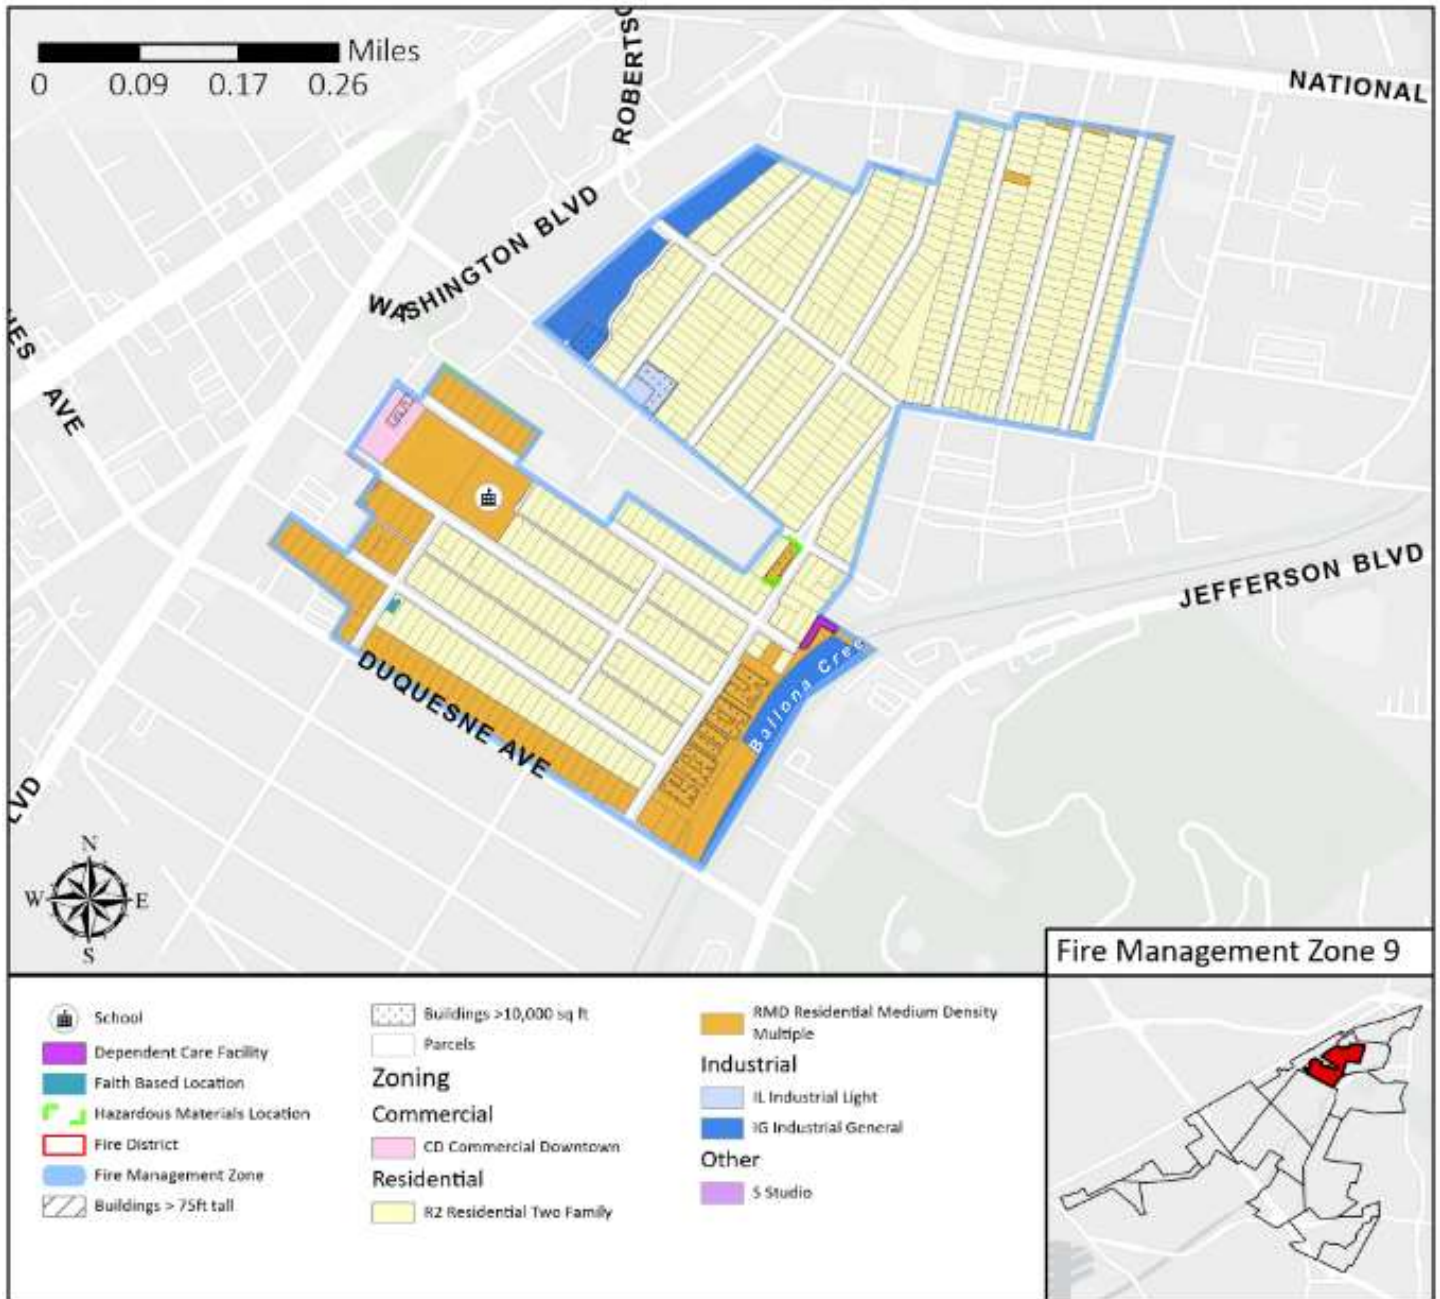 Miles
0 0.09 0.17 0.26
NATIONAL
WASHINGTON BLVD
AVE
JEFFERSON BLVD
Ballona Cree
DUQUESNE AVE
LVD
N
W E
S
Fire Management Zone 9
School
Dependent Care Facility
Faith Based Location
Hazardous Materials Location
Fire District
Fire Management Zone
Buildings > 75ft tall
Buildings >10,000 sq ft
Parcels
Zoning
Commercial
CD Commercial Downtown
Residential
R2 Residential Two Family
RMD Residential Medium Density
Multiple
Industrial
IL Industrial Light
IG Industrial General
Other
S Studio